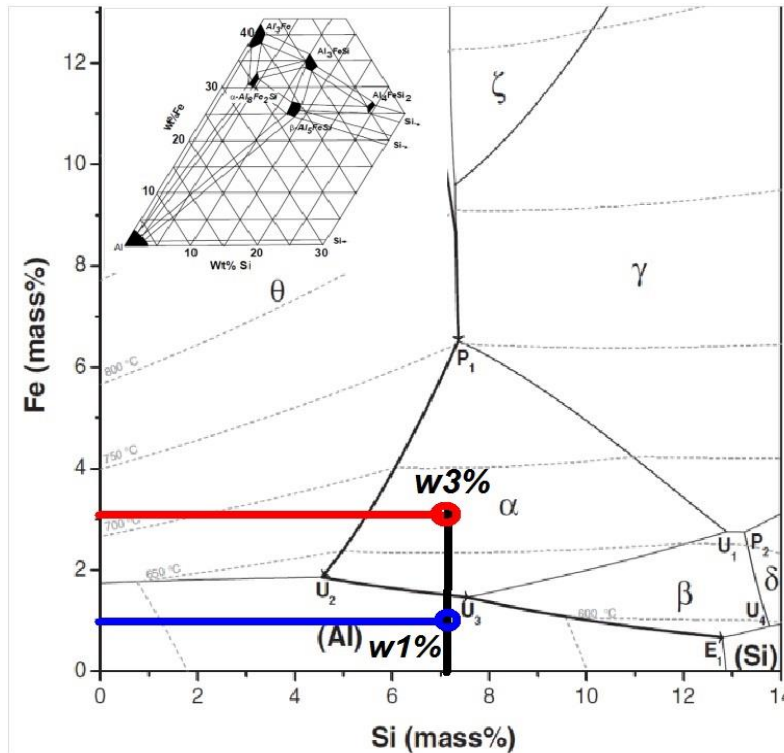 12
10
8
6
4
2
0
Fe (mass%)
0
2
4
6
8
10
12
14
Si (mass%)
40
30
20
10
Wt%Fe
Al
10
20
30
Wt% Si
Al₃Fe
Al₃FeSi
α-Al₈Fe₂Si
β-Al₅FeSi
Al₄FeSi₂
Si→
Si→
Si→
ζ
θ
γ
800 °C
750 °C
700 °C
650 °C
600 °C
P₁
w3%
α
U₁
P₂
U₂
U₃
β
δ
U₄
(Al)
w1%
E₁
(Si)